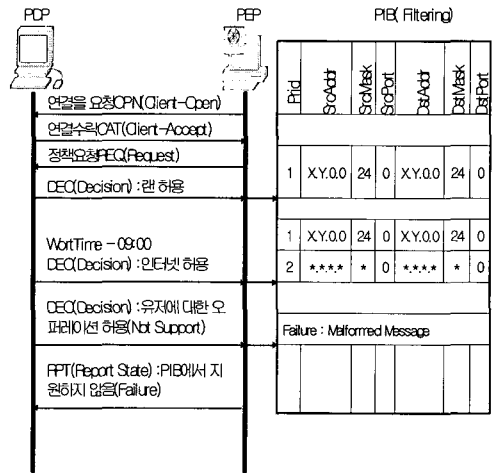 PDP
PEP
PIB( Filtering)
Prid
SrcAddr
SrcMask
SrcPort
DstAddr
DstMask
DstPort
연결을 요청OPN(Client-Open)
연결수락CAT(Client-Accept)
정책요청REQ(Request)
DEC(Decision) : 랜 허용
1 X.Y.0.0 24 0 X.Y.0.0 24 0
WorkTime - 09:00
DEC(Decision) : 인터넷 허용
1 X.Y.0.0 24 0 X.Y.0.0 24 0
2 *.*.*.* * 0 *.*.*.* * 0
DEC(Decision) : 유저에 대한 오
퍼레이션 허용(Not Support)
Failure : Malformed Message
RPT(Report State) : PIB에서 지
원하지 않음(Failure)